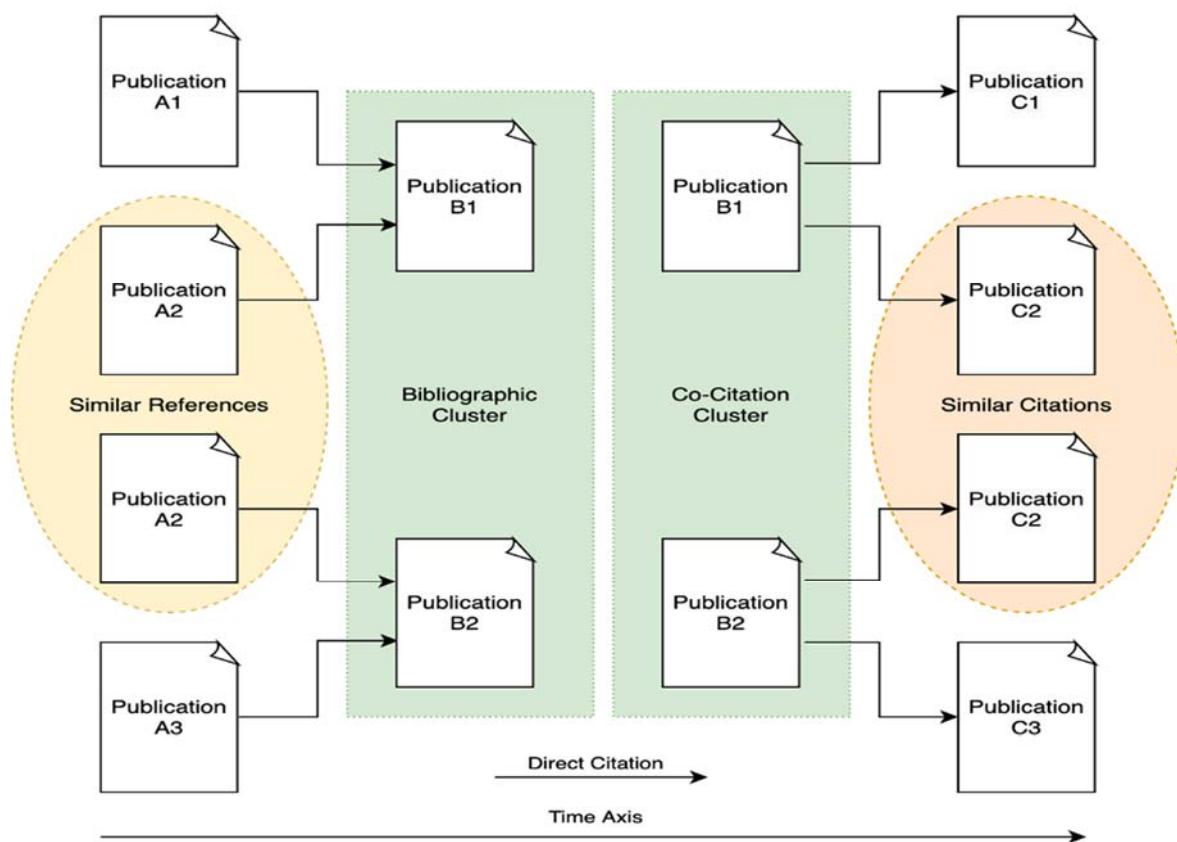 Publication
A1
Publication
B1
Publication
B1
Publication
C1
Publication
A2
Publication
C2
Similar References
Bibliographic
Cluster
Co-Citation
Cluster
Similar Citations
Publication
A2
Publication
C2
Publication
B2
Publication
B2
Publication
A3
Publication
C3
Direct Citation
Time Axis